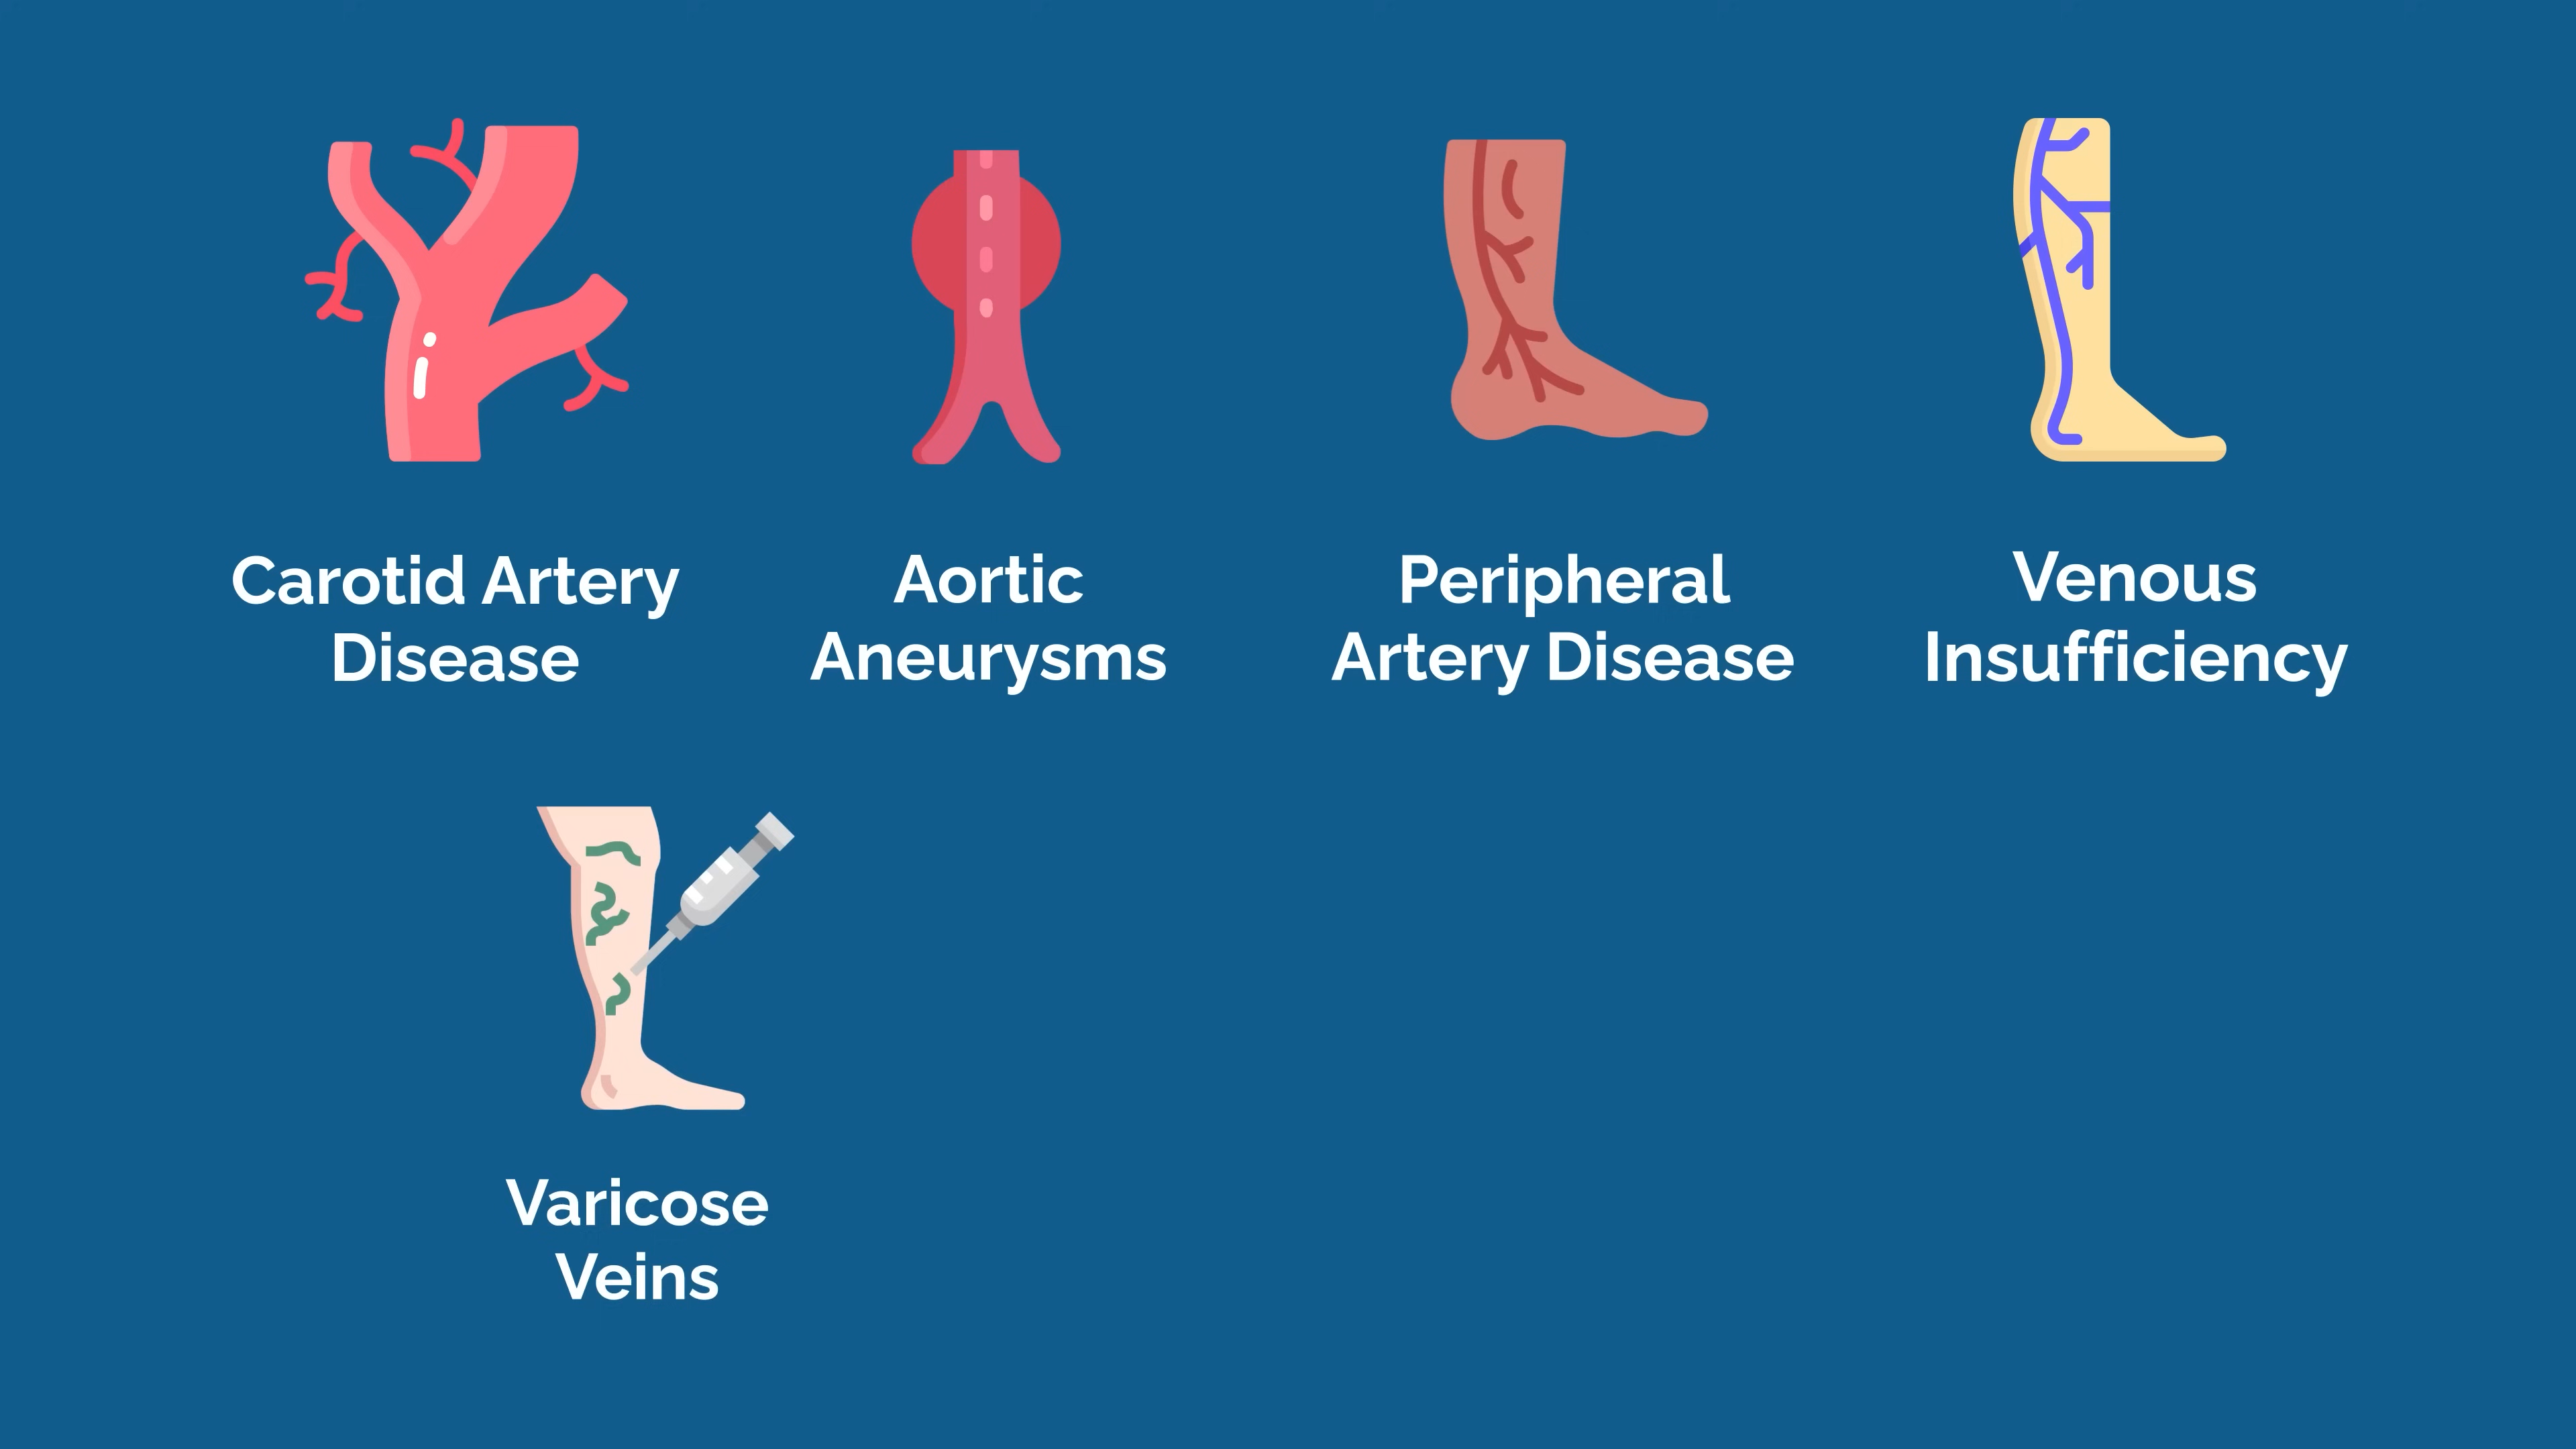 Carotid Artery
Disease
Aortic
Aneurysms
Peripheral
Artery Disease
Venous
Insufficiency
Varicose
Veins